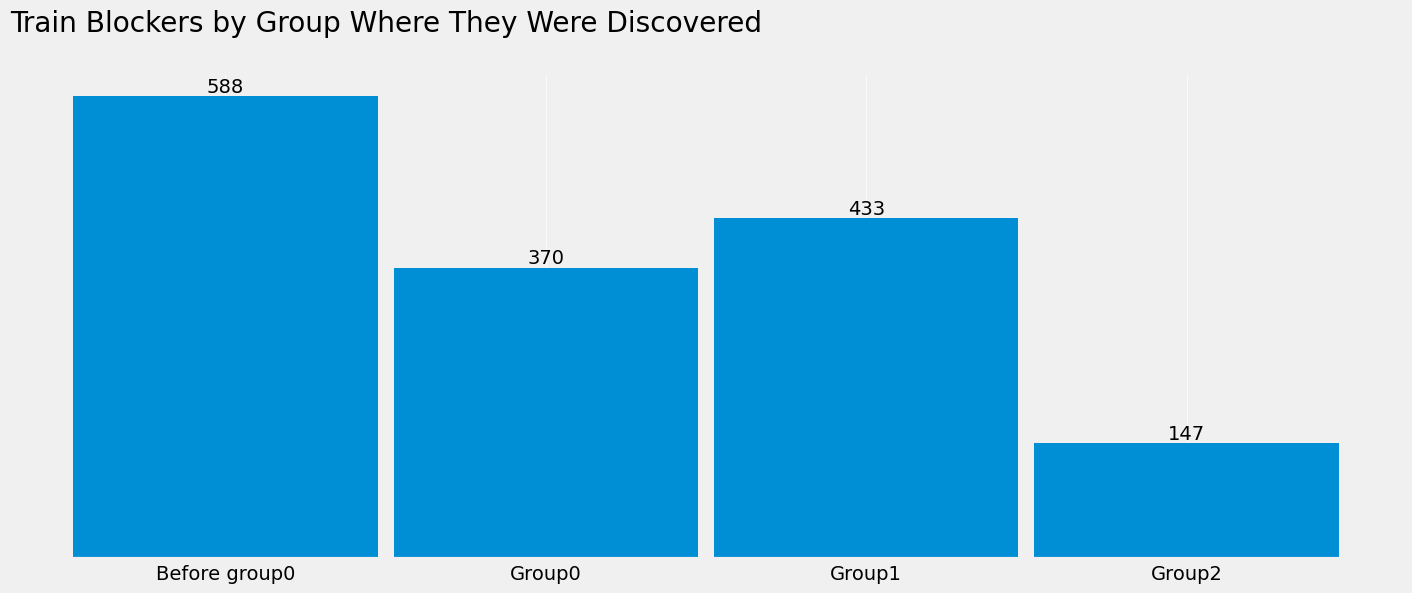 Train Blockers by Group Where They Were Discovered
588
370
433
147
Before group0
Group0
Group1
Group2